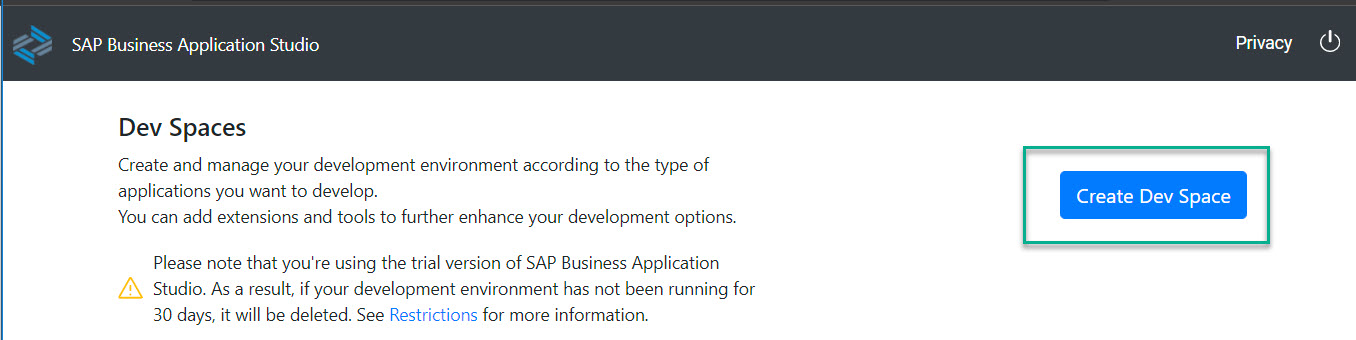 SAP Business Application Studio
Privacy
Dev Spaces
Create and manage your development environment according to the type of
applications you want to develop.
You can add extensions and tools to further enhance your development options.
Create Dev Space
Please note that you're using the trial version of SAP Business Application
Studio. As a result, if your development environment has not been running for
30 days, it will be deleted. See Restrictions for more information.